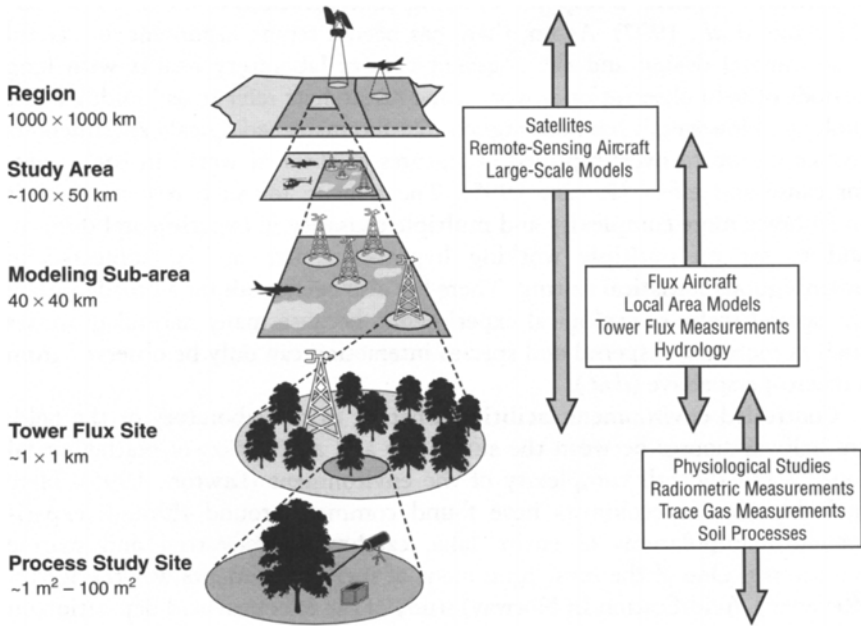 Region
1000 × 1000 km
Study Area
~100 × 50 km
Modeling Sub-area
40 × 40 km
Tower Flux Site
~1 × 1 km
Process Study Site
~1 m² – 100 m²
Satellites
Remote-Sensing Aircraft
Large-Scale Models
Flux Aircraft
Local Area Models
Tower Flux Measurements
Hydrology
Physiological Studies
Radiometric Measurements
Trace Gas Measurements
Soil Processes